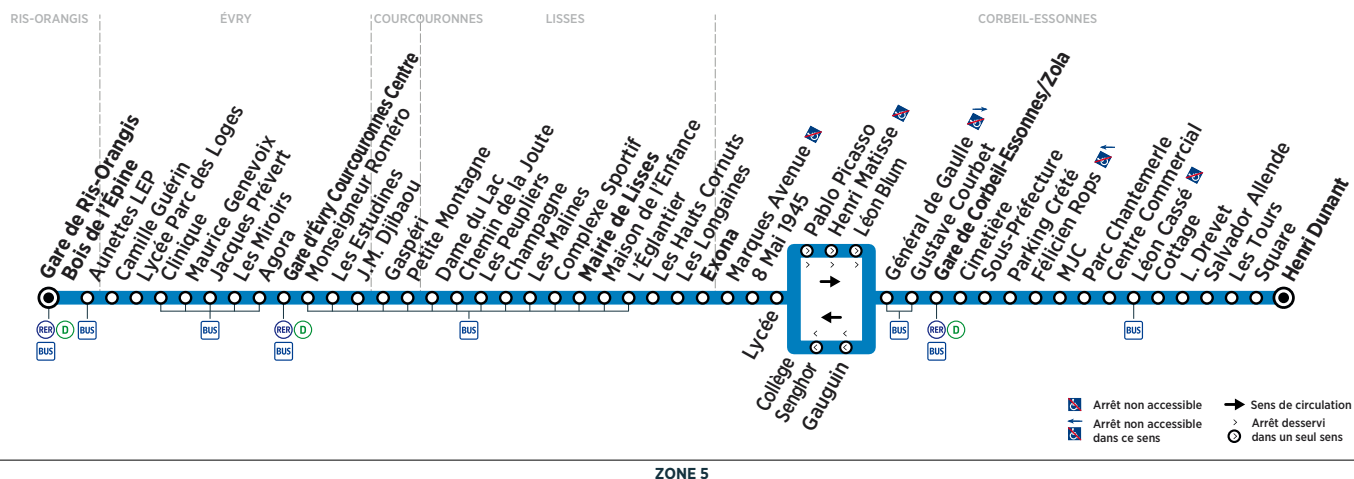 RIS-ORANGIS
ÉVRY
COURCOURONNES
LISSES
CORBEIL-ESSONNES
Gare de Ris-Orangis
Bois de l'Épine
Aunettes LEP
Camille Guérin
Lycée Parc des Loges
Clinique
Maurice Genevoix
Jacques Prévert
Les Miroirs
Agora
Gare d'Évry Courcouronnes Centre
Monseigneur Roméro
Les Estudines
J.M. Djibaou
Gaspéri
Petite Montagne
Dame du Lac
Chemin de la Joute
Les Peupliers
Champagne
Les Malines
Complexe Sportif
Mairie de Lisses
Maison de l'Enfance
L'Églantier
Les Hauts Cornuts
Les Longaines
Exona
Marques Avenue
8 Mai 1945
Lycée
Pablo Picasso
Henri Matisse
Léon Blum
Collège
Senghor
Gauguin
Général de Gaulle
Gustave Courbet
Gare de Corbeil-Essonnes/Zola
Cimetière
Sous-Préfecture
Parking Crété
Félicien Rops
MJC
Parc Chantemerle
Centre Commercial
Léon Cassé
Cottage
L. Drevet
Salvador Allende
Les Tours
Square
Henri Dunant
RER D
BUS
BUS
BUS
RER D
BUS
BUS
BUS
RER D
BUS
BUS
Arrêt non accessible
Arrêt non accessible
dans ce sens
Sens de circulation
Arrêt desservi
dans un seul sens
ZONE 5